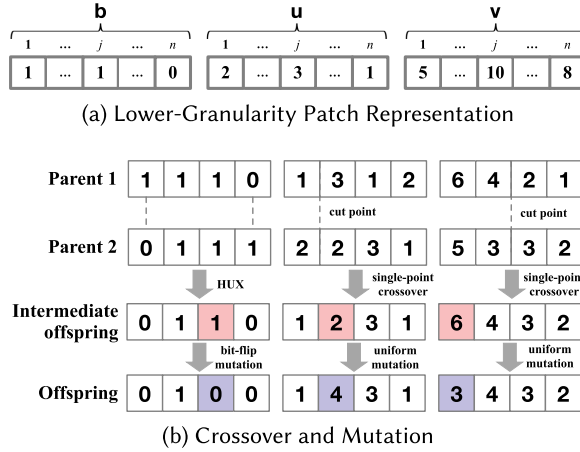 b u v
1 ... j ... n 1 ... j ... n 1 ... j ... n
1 ... 1 ... 0 2 ... 3 ... 1 5 ... 10 ... 8
(a) Lower-Granularity Patch Representation
Parent 1 1 1 1 0 1 3 1 2 6 4 2 1
cut point cut point
Parent 2 0 1 1 1 2 2 3 1 5 3 3 2
HUX single-point crossover single-point crossover
Intermediate offspring 0 1 1 0 1 2 3 1 6 4 3 2
bit-flip mutation uniform mutation uniform mutation
Offspring 0 1 0 0 1 4 3 1 3 4 3 2
(b) Crossover and Mutation